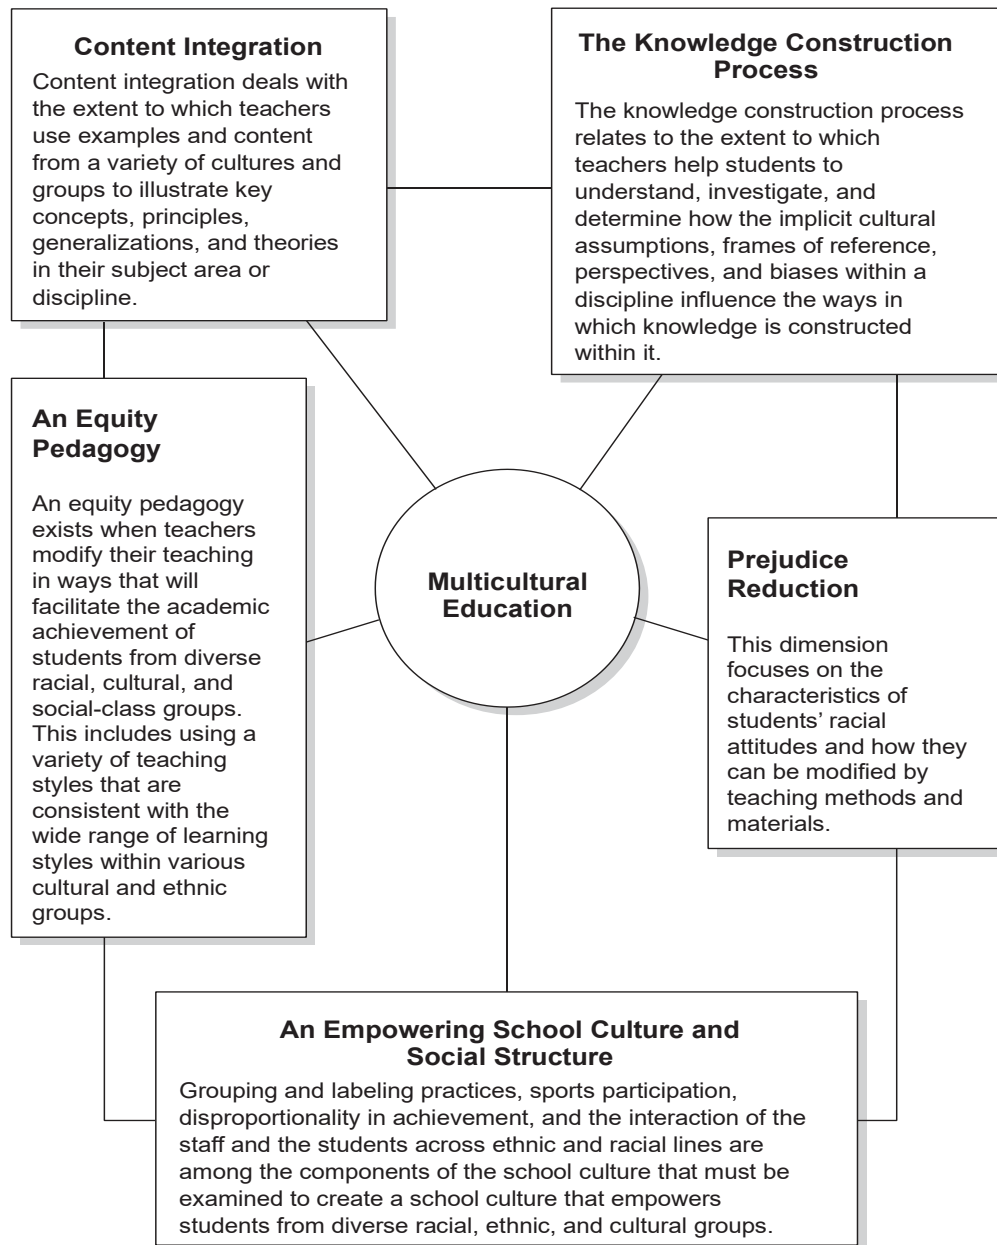 Content Integration
Content integration deals with
the extent to which teachers
use examples and content
from a variety of cultures and
groups to illustrate key
concepts, principles,
generalizations, and theories
in their subject area or
discipline.
The Knowledge Construction
Process
The knowledge construction process
relates to the extent to which
teachers help students to
understand, investigate, and
determine how the implicit cultural
assumptions, frames of reference,
perspectives, and biases within a
discipline influence the ways in
which knowledge is constructed
within it.
An Equity
Pedagogy
An equity pedagogy
exists when teachers
modify their teaching
in ways that will
facilitate the academic
achievement of
students from diverse
racial, cultural, and
social-class groups.
This includes using a
variety of teaching
styles that are
consistent with the
wide range of learning
styles within various
cultural and ethnic
groups.
Multicultural
Education
Prejudice
Reduction
This dimension
focuses on the
characteristics of
students’ racial
attitudes and how they
can be modified by
teaching methods and
materials.
An Empowering School Culture and
Social Structure
Grouping and labeling practices, sports participation,
disproportionality in achievement, and the interaction of the
staff and the students across ethnic and racial lines are
among the components of the school culture that must be
examined to create a school culture that empowers
students from diverse racial, ethnic, and cultural groups.